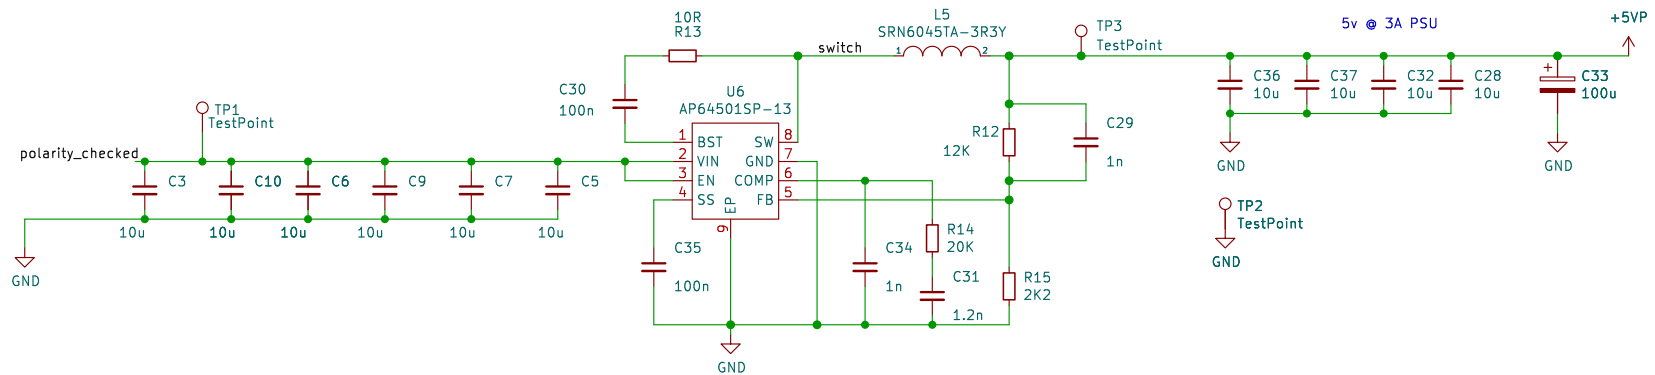 10R
R13
L5
SRN6045TA-3R3Y
switch
1
2
TP3
TestPoint
5v @ 3A PSU
+5VP
C30
100n
U6
AP64501SP-13
C36
10u
C37
10u
C32
10u
C28
10u
+
C33
100u
TP1
TestPoint
polarity_checked
1
BST
SW
8
2
VIN
GND
7
3
EN
COMP
6
4
SS
FB
5
EP
9
R12
12K
C29
1n
GND
GND
C3
10u
C10
10u
C6
10u
C9
10u
C7
10u
C5
10u
GND
TP2
TestPoint
GND
C35
100n
C34
1n
R14
20K
C31
1.2n
R15
2K2
GND